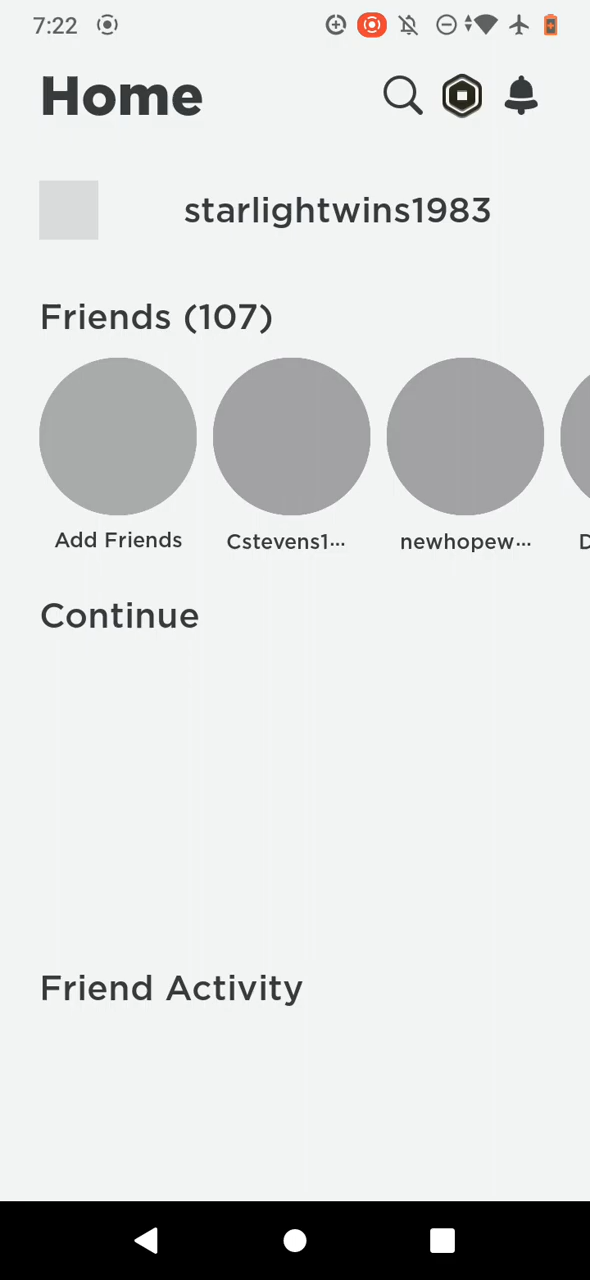 7:22
Home
starlightwins1983
Friends (107)
Add Friends
Cstevens1...
newhopew...
D
Continue
Friend Activity